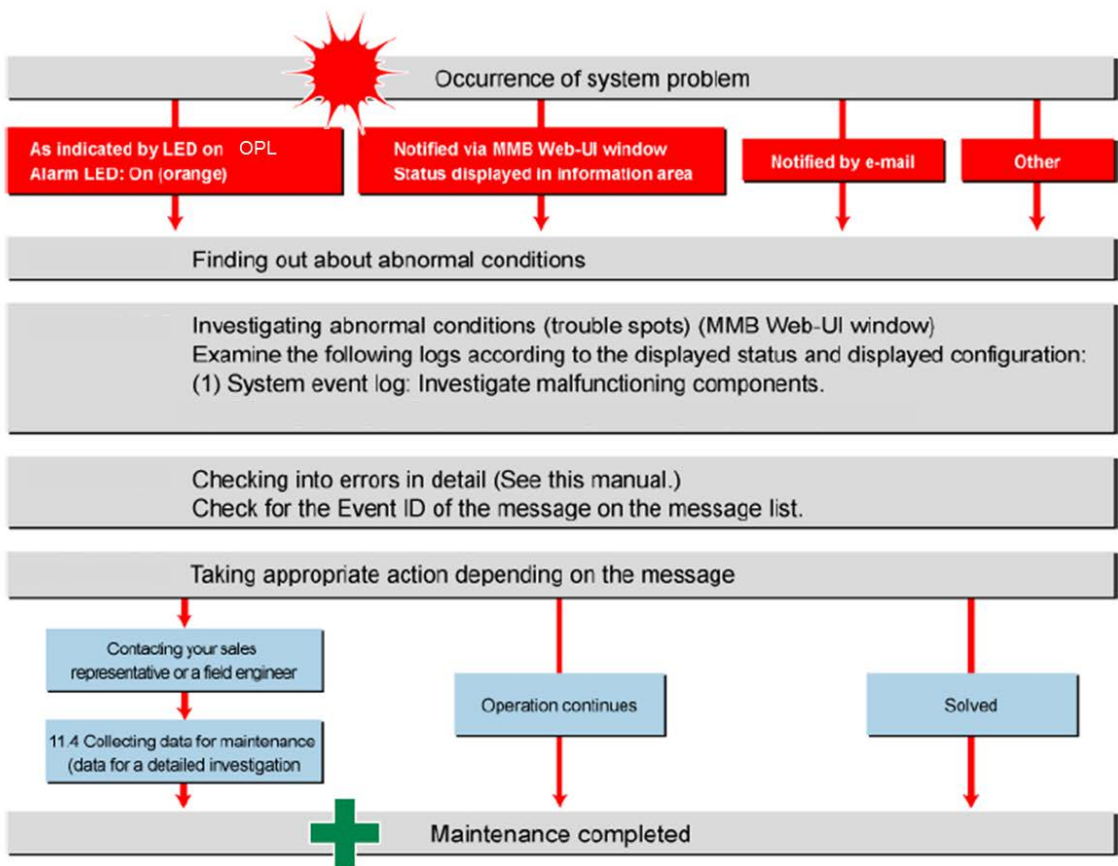 Occurrence of system problem
As indicated by LED on OPL
Alarm LED: On (orange)
Notified via MMB Web-UI window
Status displayed in information area
Notified by e-mail
Other
Finding out about abnormal conditions
Investigating abnormal conditions (trouble spots) (MMB Web-UI window)
Examine the following logs according to the displayed status and displayed configuration:
(1) System event log: Investigate malfunctioning components.
Checking into errors in detail (See this manual.)
Check for the Event ID of the message on the message list.
Taking appropriate action depending on the message
Contacting your sales
representative or a field engineer
11.4 Collecting data for maintenance
(data for a detailed investigation
Operation continues
Solved
Maintenance completed